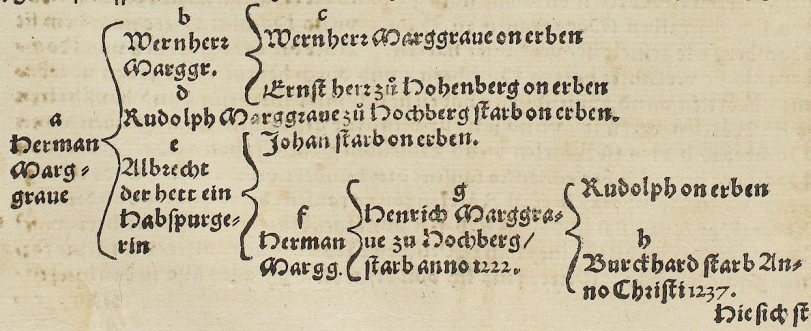 b
Wernherr
Marggr.
c
Wernherr Marggraue on erben
Ernst herr zů Hohenberg on erben
d
Rudolph Marggraue zů Hochberg starb on erben.
a
Herman
Marg⸗
graue
e
Albrecht
der hett ein
Habspurge⸗
rin
Johan starb on erben.
f
Herman
Margg.
g
Henrich Marggra⸗
ue zu Hochberg/
starb anno 1222.
Rudolph on erben
h
Burckhard starb An⸗
no Christi 1237.
Hie sich st